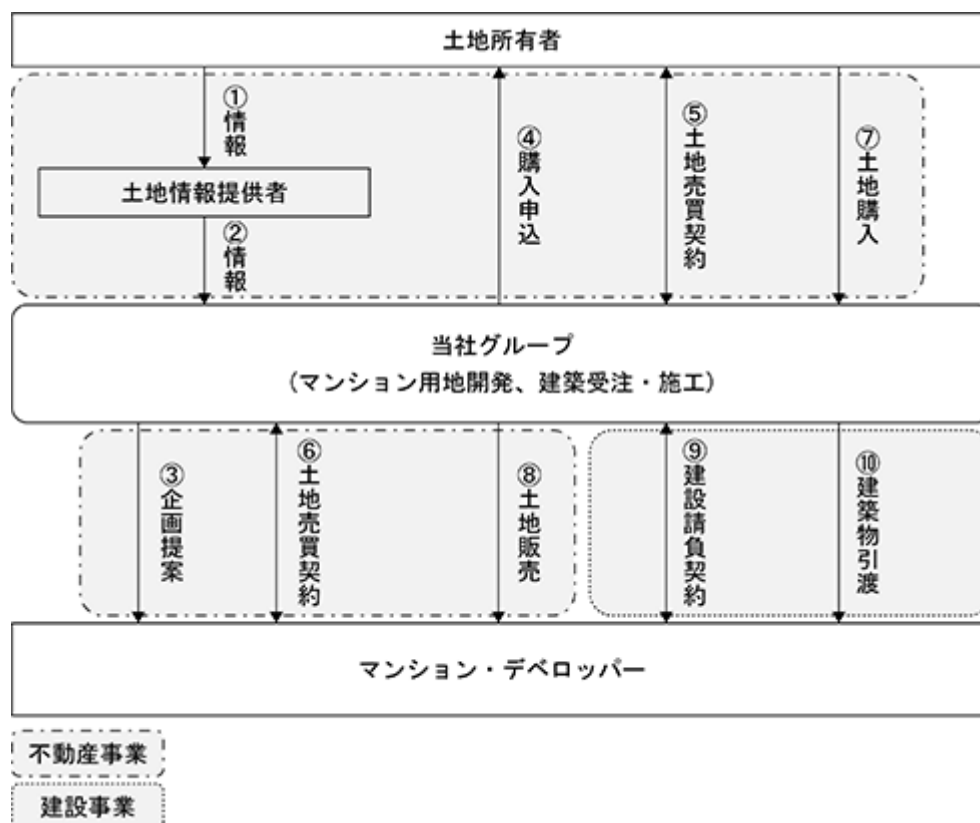 土地所有者
①情報
④購入申込
⑤土地売買契約
⑦土地購入
土地情報提供者
②情報
当社グループ
（マンション用地開発、建築受注・施工）
③企画提案
⑥土地売買契約
⑧土地販売
⑨建設請負契約
⑩建築物引渡
マンション・デベロッパー
不動産事業
建設事業